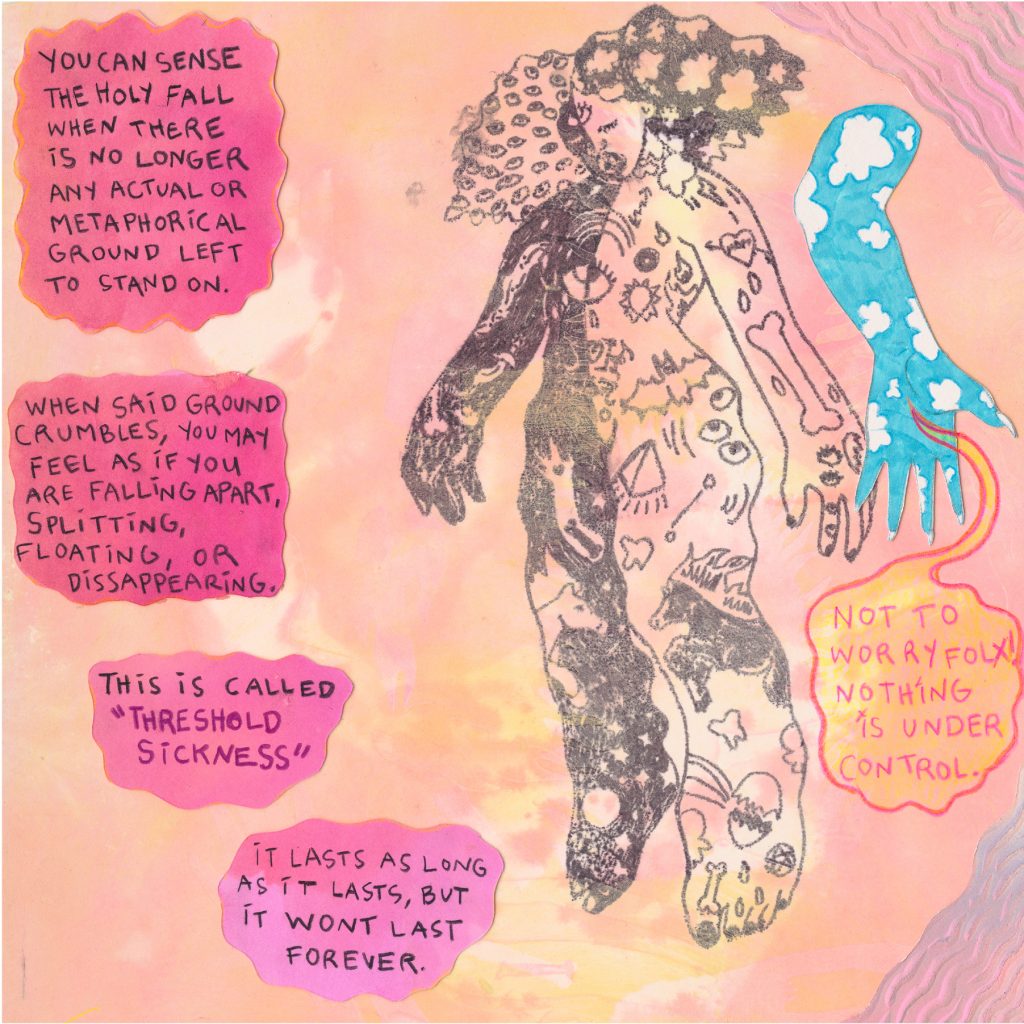 YOU CAN SENSE
THE HOLY FALL
WHEN THERE
IS NO LONGER
ANY ACTUAL OR
METAPHORICAL
GROUND LEFT
TO STAND ON.
WHEN SAID GROUND
CRUMBLES, YOU MAY
FEEL AS IF YOU
ARE FALLING APART,
SPLITTING,
FLOATING, OR
DISSAPPEARING.
THIS IS CALLED
"THRESHOLD
SICKNESS"
IT LASTS AS LONG
AS IT LASTS, BUT
IT WONT LAST
FOREVER.
NOT TO
WORRY FOLX!
NOTHING
IS UNDER
CONTROL.